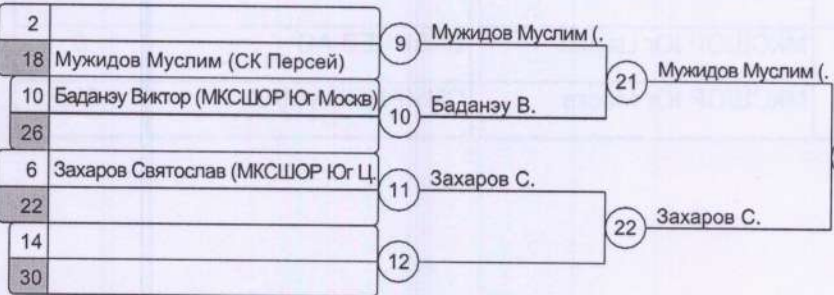 2
18 Мужидов Муслим (СК Персей)
10 Баданэу Виктор (МКСШОР Юг Москв)
26
6 Захаров Святослав (МКСШОР Юг Ц.
22
14
30
9 Мужидов Муслим (.
10 Баданэу В.
11 Захаров С.
12
21 Мужидов Муслим (.
22 Захаров С.